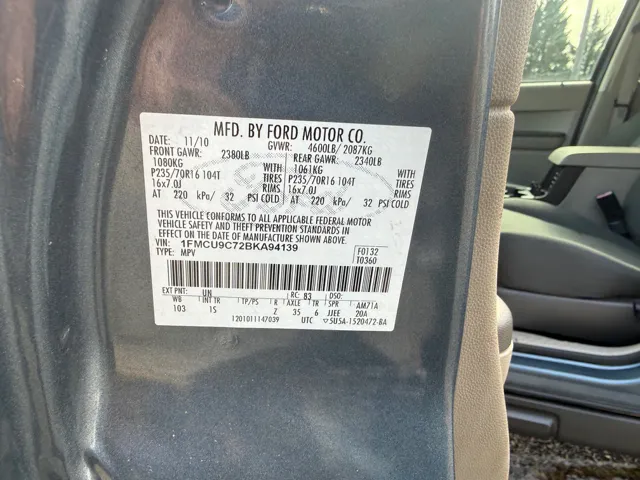 MFD. BY FORD MOTOR CO.
DATE: 11/10 GVWR: 4600LB/ 2087KG
FRONT GAWR: 2380LB REAR GAWR: 2340LB
1080KG WITH 1061KG WITH
P235/70R16 104T TIRES P235/70R16 104T TIRES
16x7.0J RIMS 16x7.0J RIMS
AT 220 kPa/ 32 PSI COLD AT 220 kPa/ 32 PSI COLD
THIS VEHICLE CONFORMS TO ALL APPLICABLE FEDERAL MOTOR
VEHICLE SAFETY AND THEFT PREVENTION STANDARDS IN
EFFECT ON THE DATE OF MANUFACTURE SHOWN ABOVE.
VIN: 1FMCU9C72BKA94139 F0132
TYPE: MPV T0360
EXT PNT: UN RC: 83 DSO:
WB INT TR TP/PS R AXLE TR SPR AM71A
103 IS Z 35 6 JJEE 20A
1201011147039 UTC 5U5A-1520472-BA